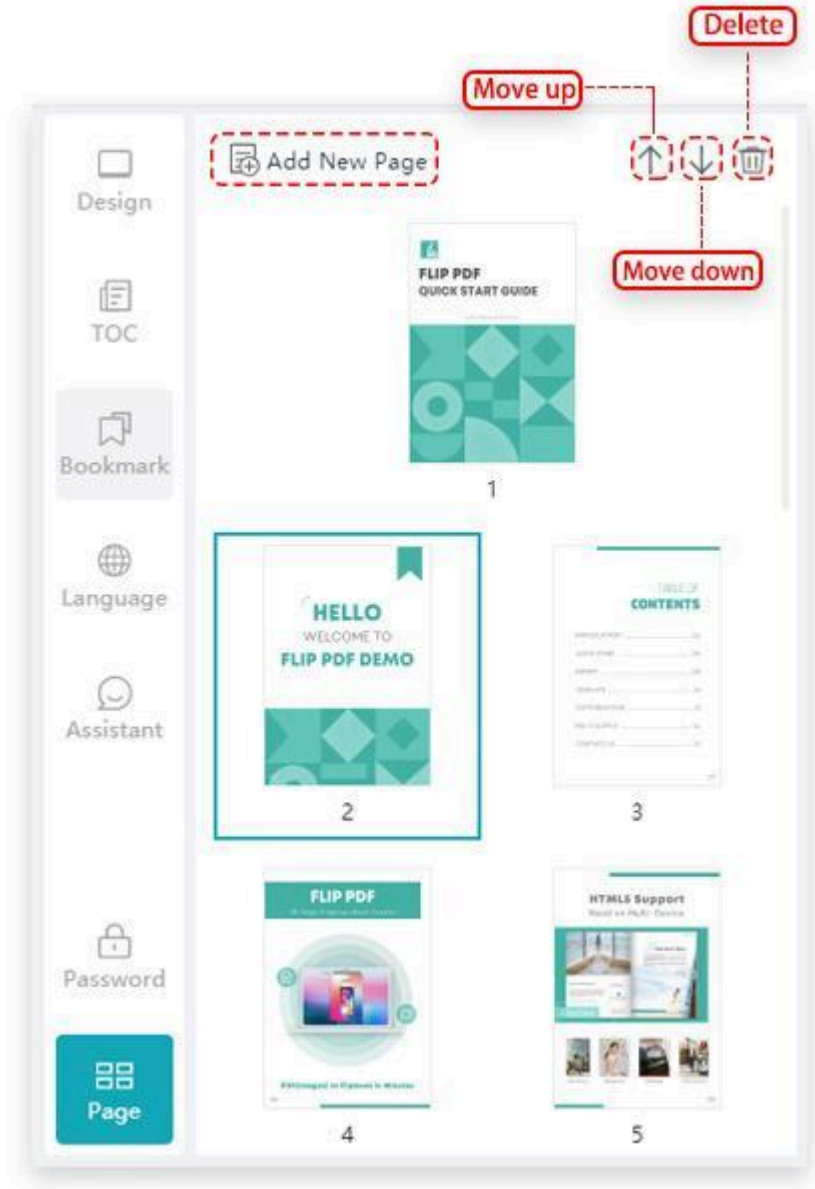 Delete
Move up
Add New Page
Design
FLIP PDF
QUICK START GUIDE
Move down
TOC
1
Bookmark
HELLO
WELCOME TO
FLIP PDF DEMO
TABLE OF
CONTENTS
Language
Assistant
2
3
FLIP PDF
HTML5 Support
Read on Multi-Device
Password
Page
4
5